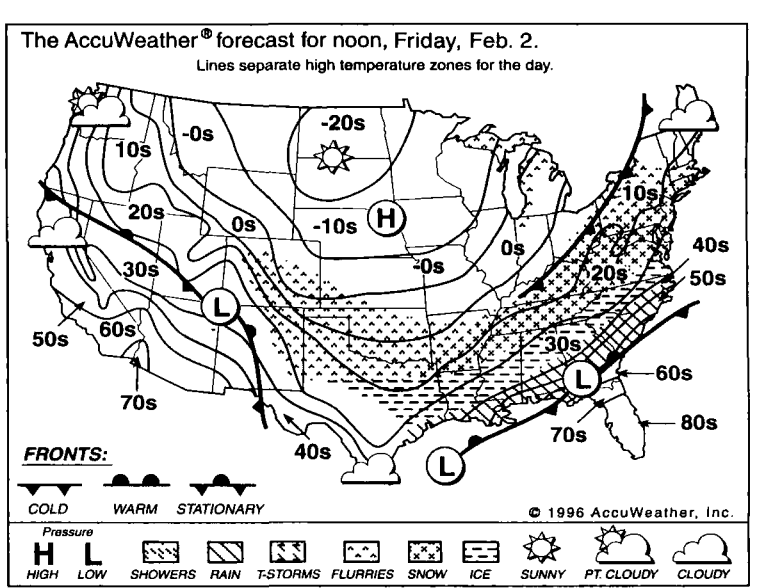 The AccuWeather® forecast for noon, Friday, Feb. 2.
Lines separate high temperature zones for the day.
-20s
-0s
10s
-10s
20s
0s
-10s
H
0s
40s
-0s
30s
20s
50s
L
50s
60s
30s
70s
L
60s
80s
40s
70s
L
FRONTS:
COLD WARM STATIONARY
© 1996 AccuWeather, Inc.
Pressure
H L
HIGH LOW SHOWERS RAIN T-STORMS FLURRIES SNOW ICE SUNNY PT. CLOUDY CLOUDY